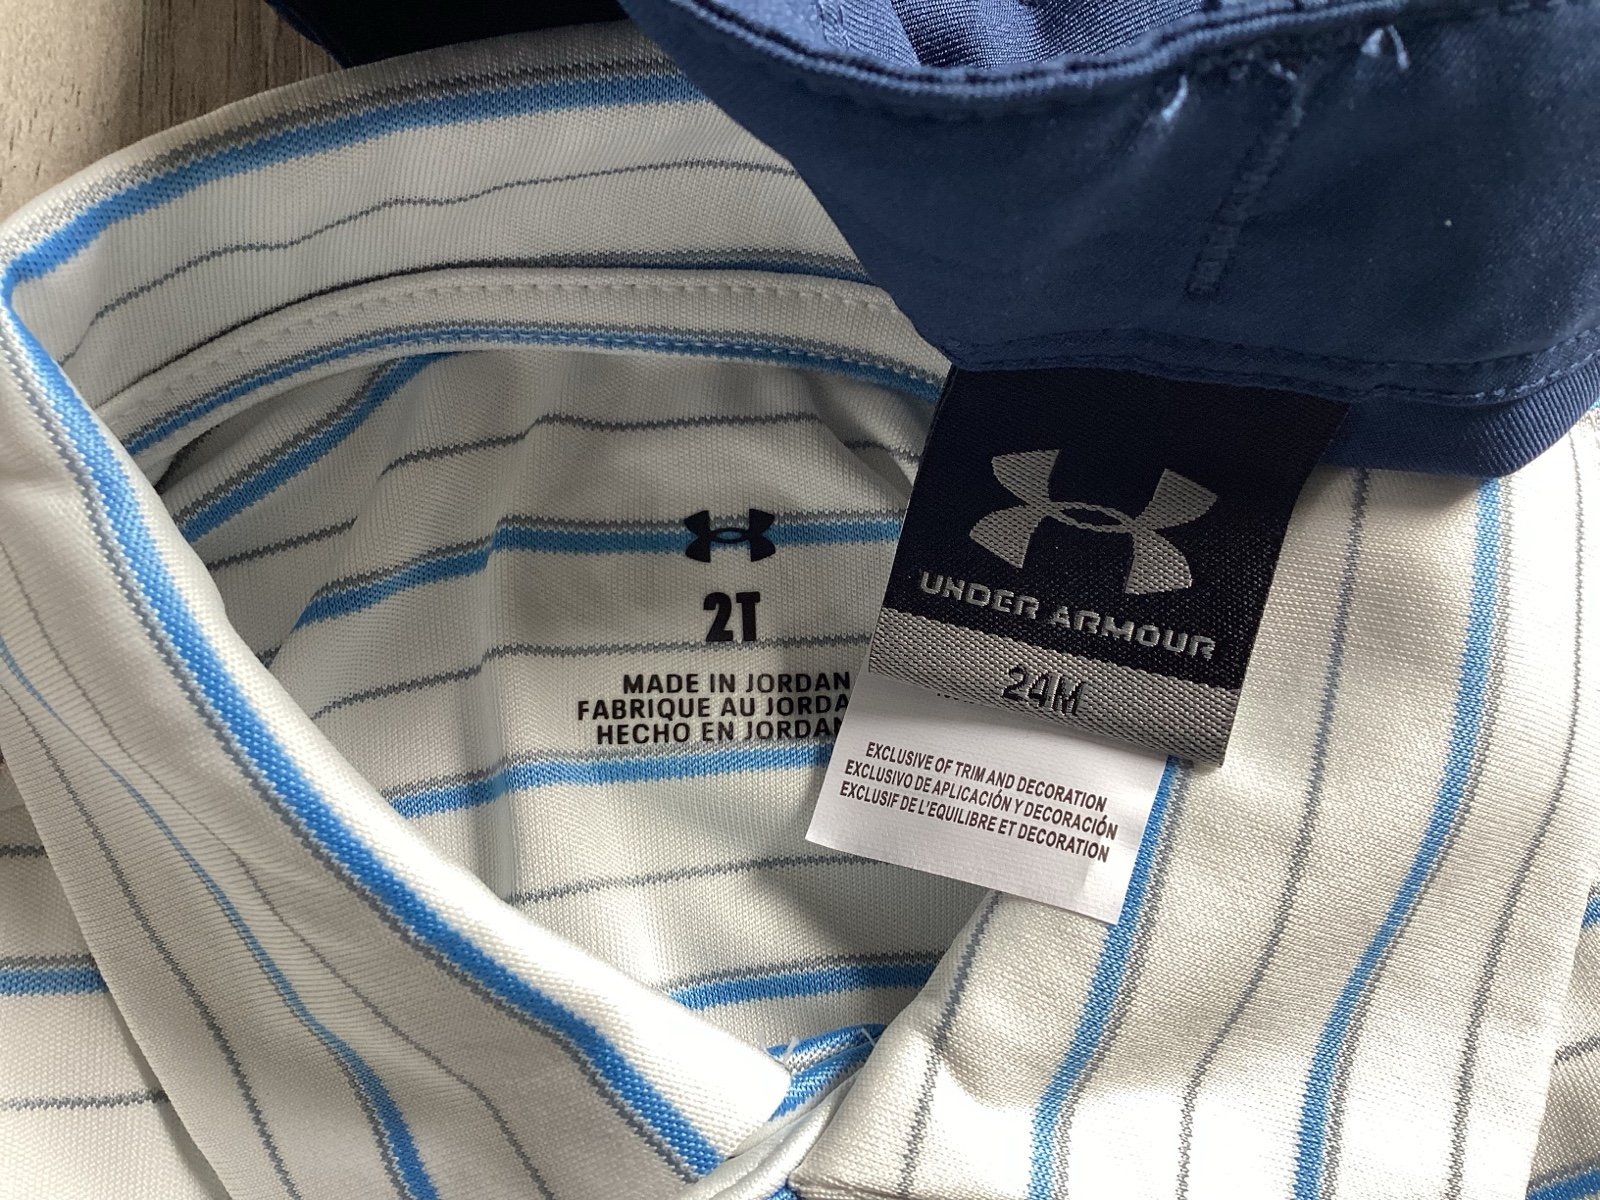 2T
MADE IN JORDAN
FABRIQUE AU JORDA
HECHO EN JORDAN
UNDER ARMOUR
24M
EXCLUSIVE OF TRIM AND DECORATION
EXCLUSIVO DE APLICACIÓN Y DECORACIÓN
EXCLUSIF DE L'EQUILIBRE ET DECORATION